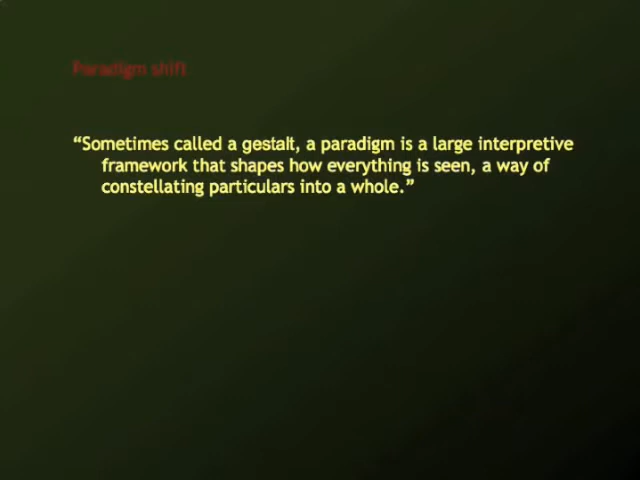 Paradigm shift
“Sometimes called a gestalt, a paradigm is a large interpretive
framework that shapes how everything is seen, a way of
constellating particulars into a whole.”